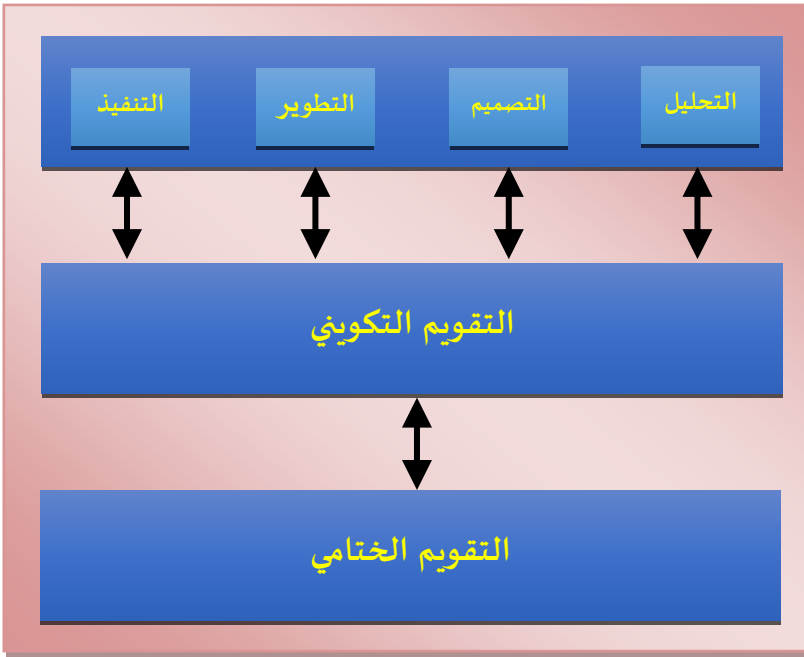 التحليل
التصميم
التطوير
التنفيذ
التقويم التكويني
التقويم الختامي